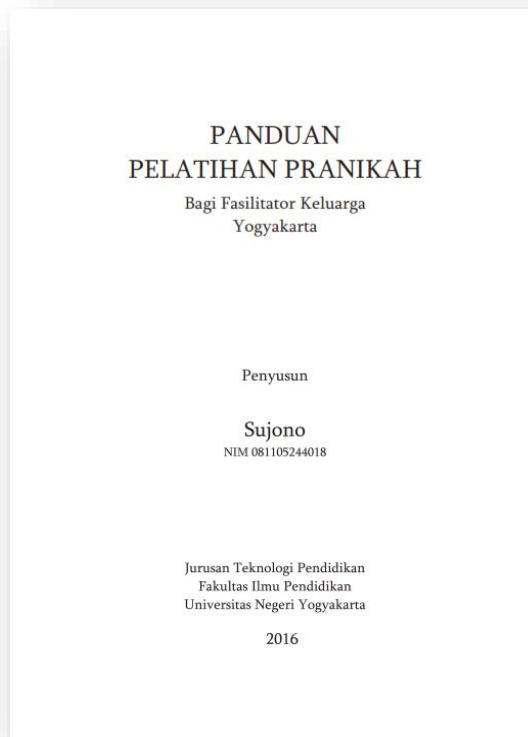 PANDUAN
PELATIHAN PRANIKAH
Bagi Fasilitator Keluarga
Yogyakarta
Penyusun
Sujono
NIM 081105244018
Jurusan Teknologi Pendidikan
Fakultas Ilmu Pendidikan
Universitas Negeri Yogyakarta
2016